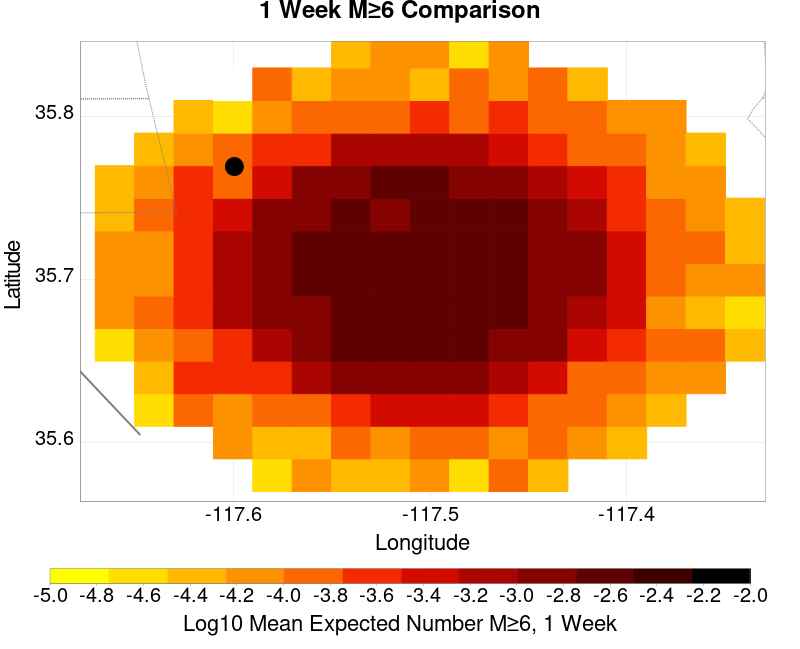 1 Week M≥6 Comparison
35.8
35.7
35.6
Latitude
-117.6 -117.5 -117.4
Longitude
-5.0 -4.8 -4.6 -4.4 -4.2 -4.0 -3.8 -3.6 -3.4 -3.2 -3.0 -2.8 -2.6 -2.4 -2.2 -2.0
Log10 Mean Expected Number M≥6, 1 Week